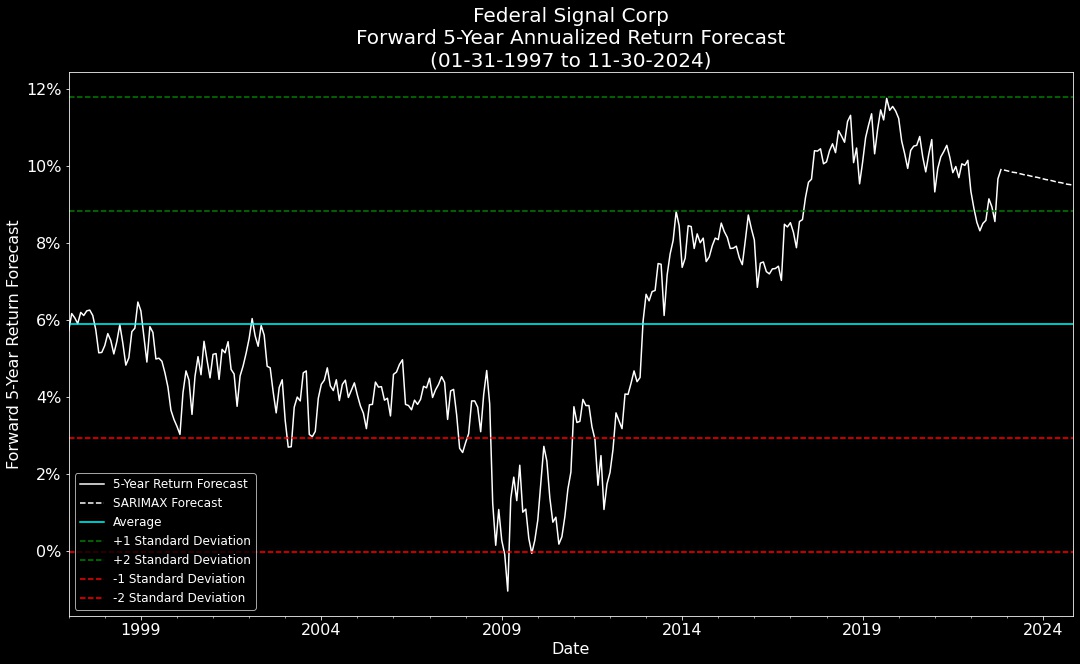 Federal Signal Corp
Forward 5-Year Annualized Return Forecast
(01-31-1997 to 11-30-2024)
12%
10%
8%
6%
4%
2%
0%
Forward 5-Year Return Forecast
5-Year Return Forecast
SARIMAX Forecast
Average
+1 Standard Deviation
+2 Standard Deviation
-1 Standard Deviation
-2 Standard Deviation
1999 2004 2009 2014 2019 2024
Date